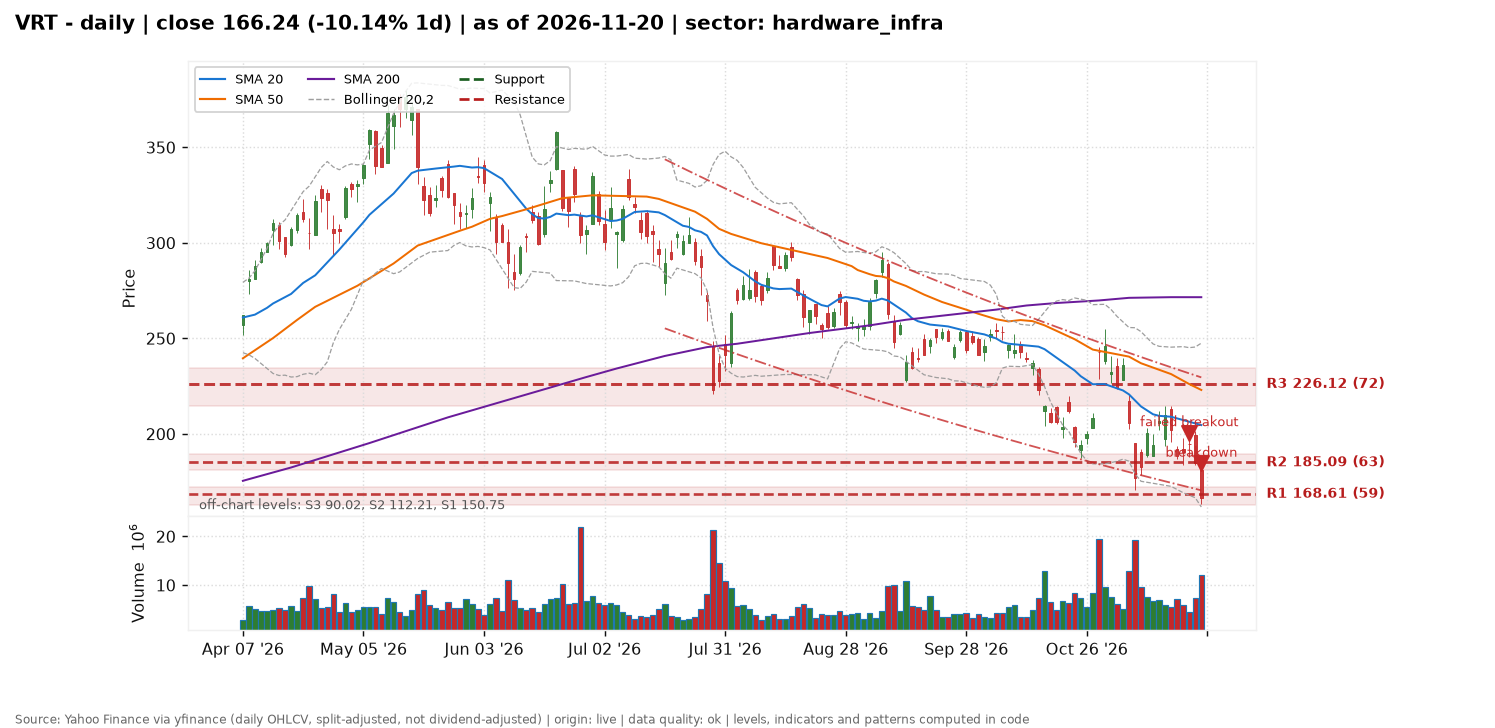 VRT - daily | close 166.24 (-10.14% 1d) | as of 2026-11-20 | sector: hardware_infra
SMA 20
SMA 50
SMA 200
Bollinger 20,2
Support
Resistance
Price
350
300
250
200
R3 226.12 (72)
failed breakout
breakdown
R2 185.09 (63)
R1 168.61 (59)
off-chart levels: S3 90.02, S2 112.21, S1 150.75
Volume 10⁶
20
10
Apr 07 '26
May 05 '26
Jun 03 '26
Jul 02 '26
Jul 31 '26
Aug 28 '26
Sep 28 '26
Oct 26 '26
Source: Yahoo Finance via yfinance (daily OHLCV, split-adjusted, not dividend-adjusted) | origin: live | data quality: ok | levels, indicators and patterns computed in code